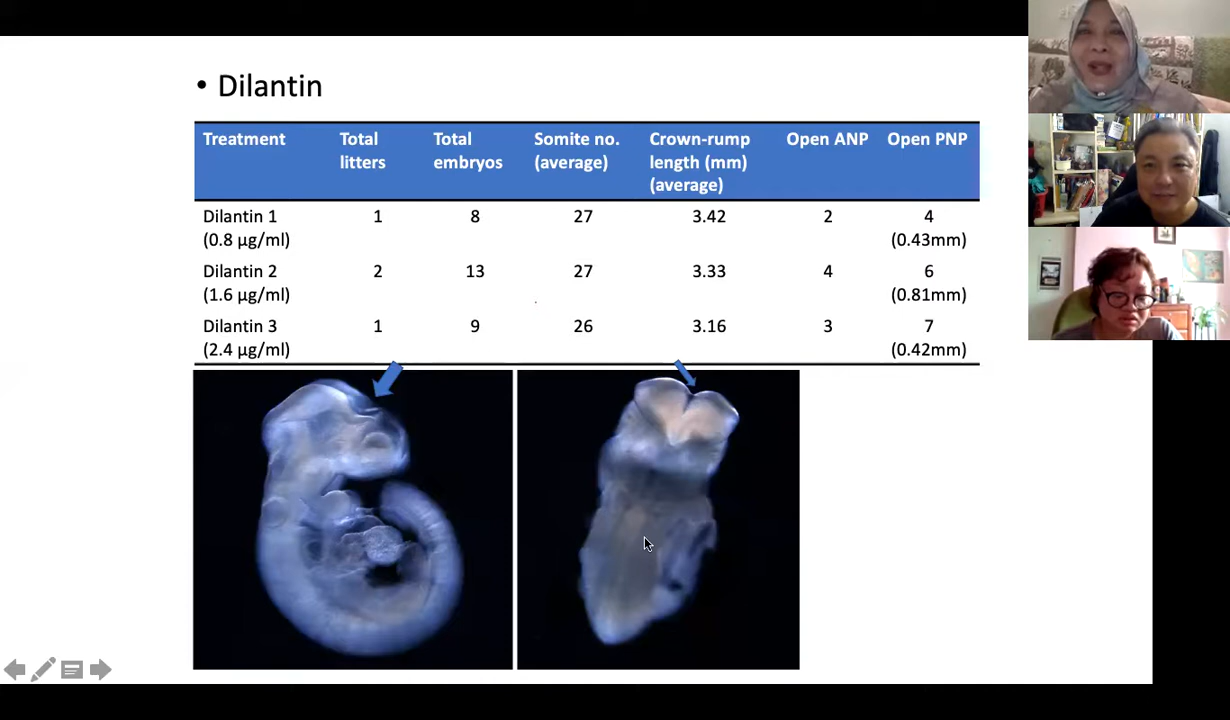 • Dilantin
Treatment Total litters Total embryos Somite no. (average) Crown-rump length (mm) (average) Open ANP Open PNP
Dilantin 1 (0.8 µg/ml) 1 8 27 3.42 2 4 (0.43mm)
Dilantin 2 (1.6 µg/ml) 2 13 27 3.33 4 6 (0.81mm)
Dilantin 3 (2.4 µg/ml) 1 9 26 3.16 3 7 (0.42mm)